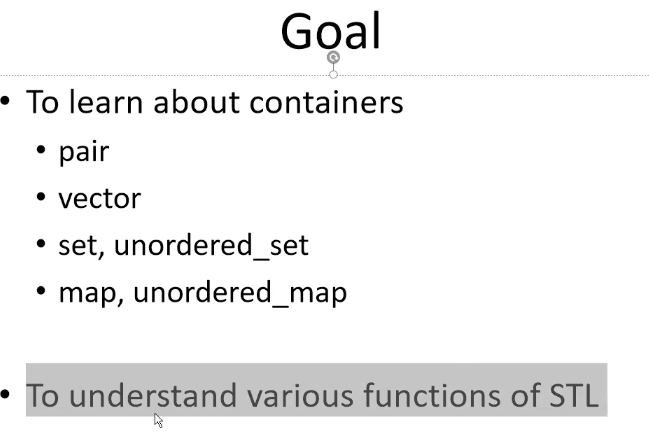 Goal
• To learn about containers
• pair
• vector
• set, unordered_set
• map, unordered_map
• To understand various functions of STL